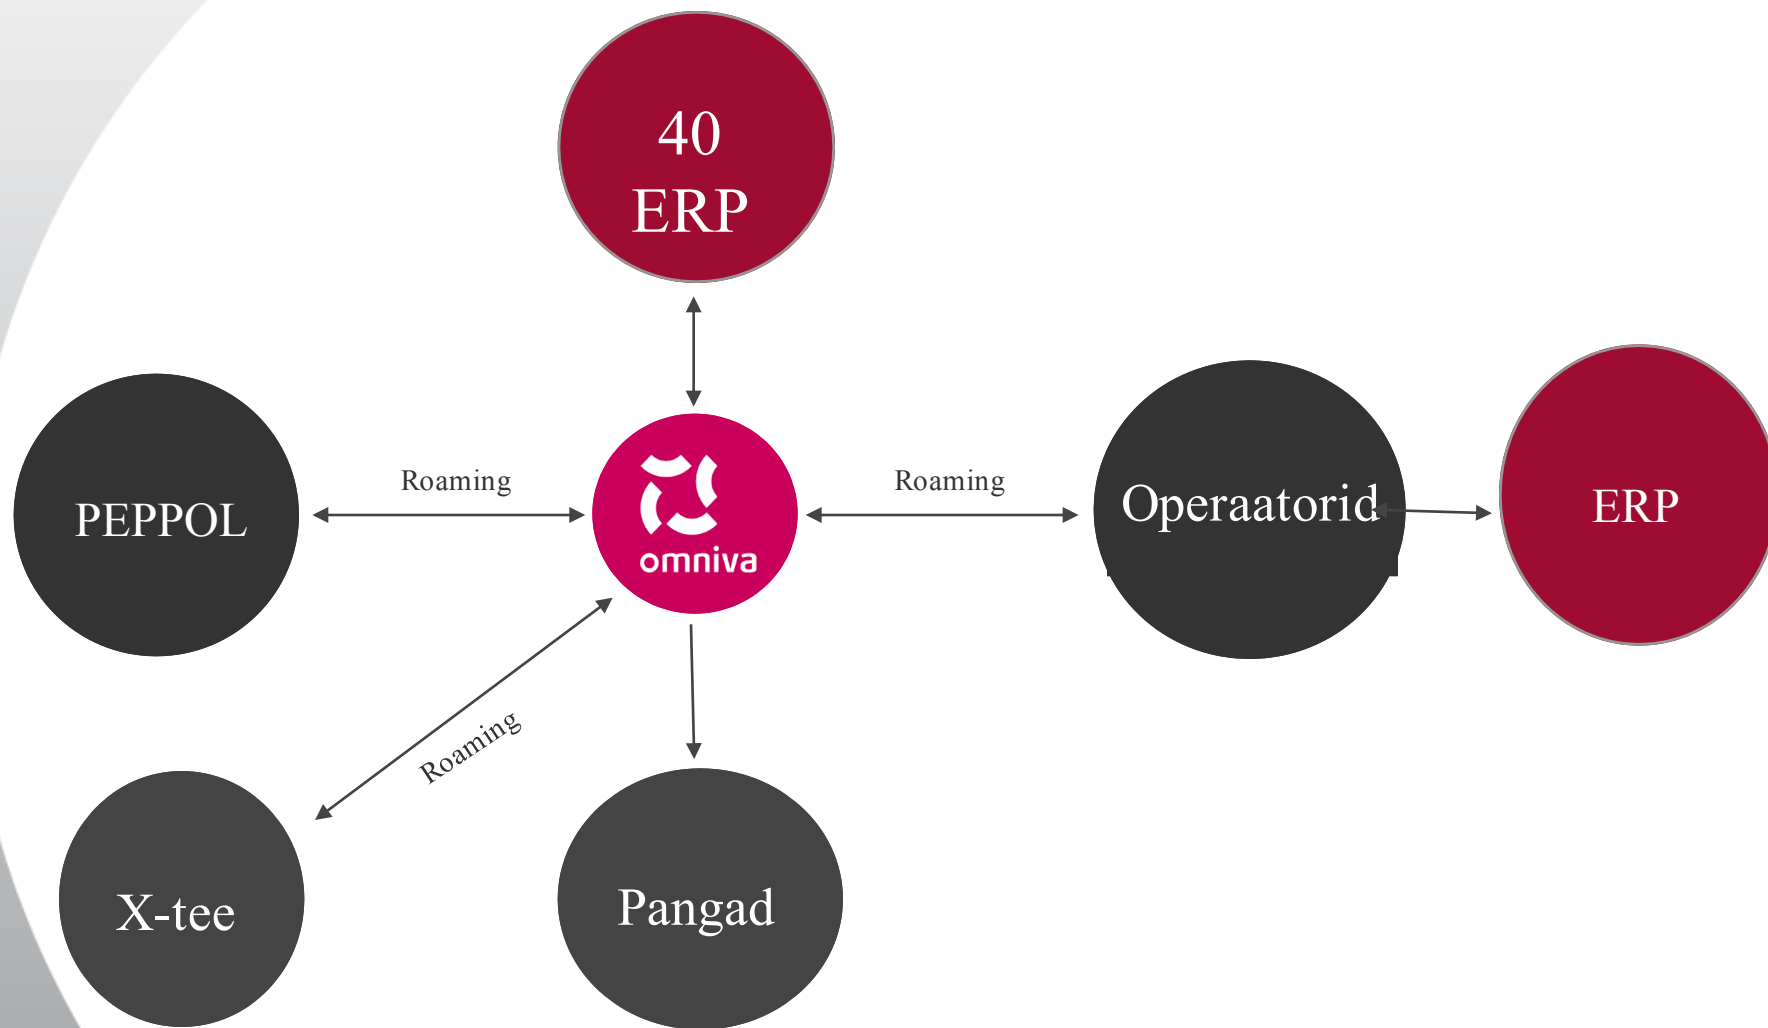 40
ERP
PEPPOL
Roaming
omniva
Roaming
Operaatorid
ERP
Roaming
X-tee
Pangad